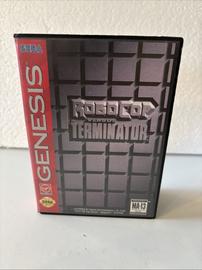 SEGA
GENESIS
ROBOCOP
VERSUS
TERMINATOR
MA-13
SEGA